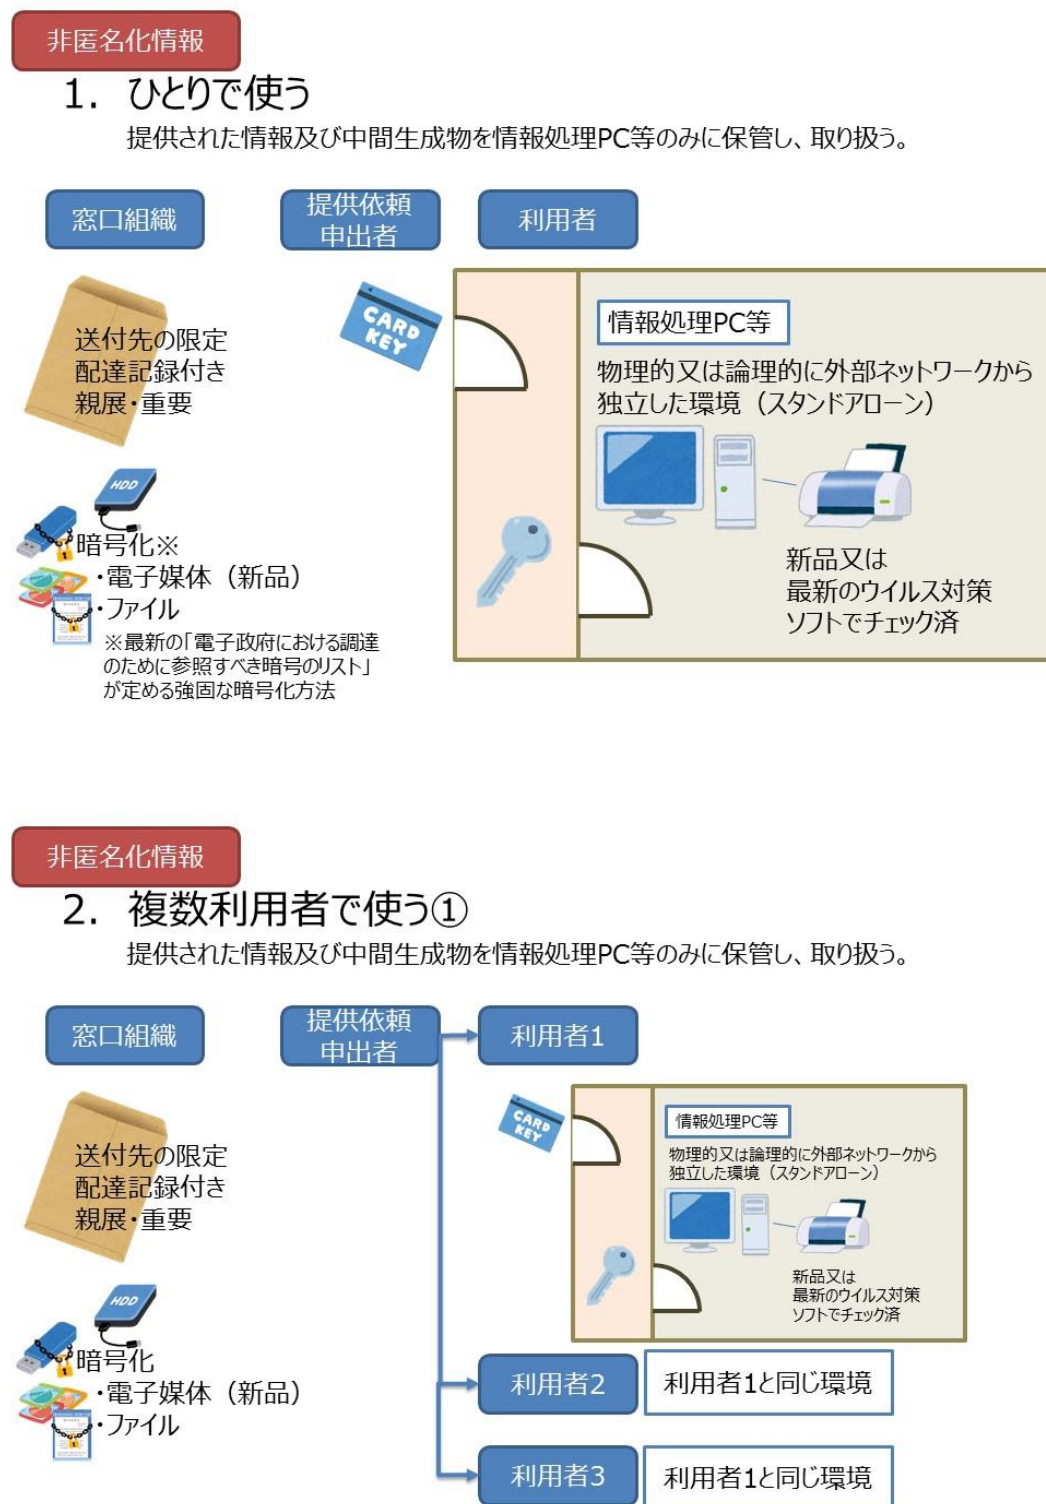 非匿名化情報
1. ひとりで使う
提供された情報及び中間生成物を情報処理PC等のみに保管し、取り扱う。
窓口組織
提供依頼
申出者
利用者
送付先の限定
配達記録付き
親展・重要
CARD
KEY
情報処理PC等
物理的又は論理的に外部ネットワークから
独立した環境（スタンドアローン）
HDD
暗号化※
・電子媒体（新品）
・ファイル
※最新の「電子政府における調達
のために参照すべき暗号のリスト」
が定める強固な暗号化方法
新品又は
最新のウイルス対策
ソフトでチェック済
非匿名化情報
2. 複数利用者で使う①
提供された情報及び中間生成物を情報処理PC等のみに保管し、取り扱う。
窓口組織
提供依頼
申出者
利用者1
送付先の限定
配達記録付き
親展・重要
CARD
KEY
情報処理PC等
物理的又は論理的に外部ネットワークから
独立した環境（スタンドアローン）
新品又は
最新のウイルス対策
ソフトでチェック済
HDD
暗号化
・電子媒体（新品）
・ファイル
利用者2
利用者1と同じ環境
利用者3
利用者1と同じ環境